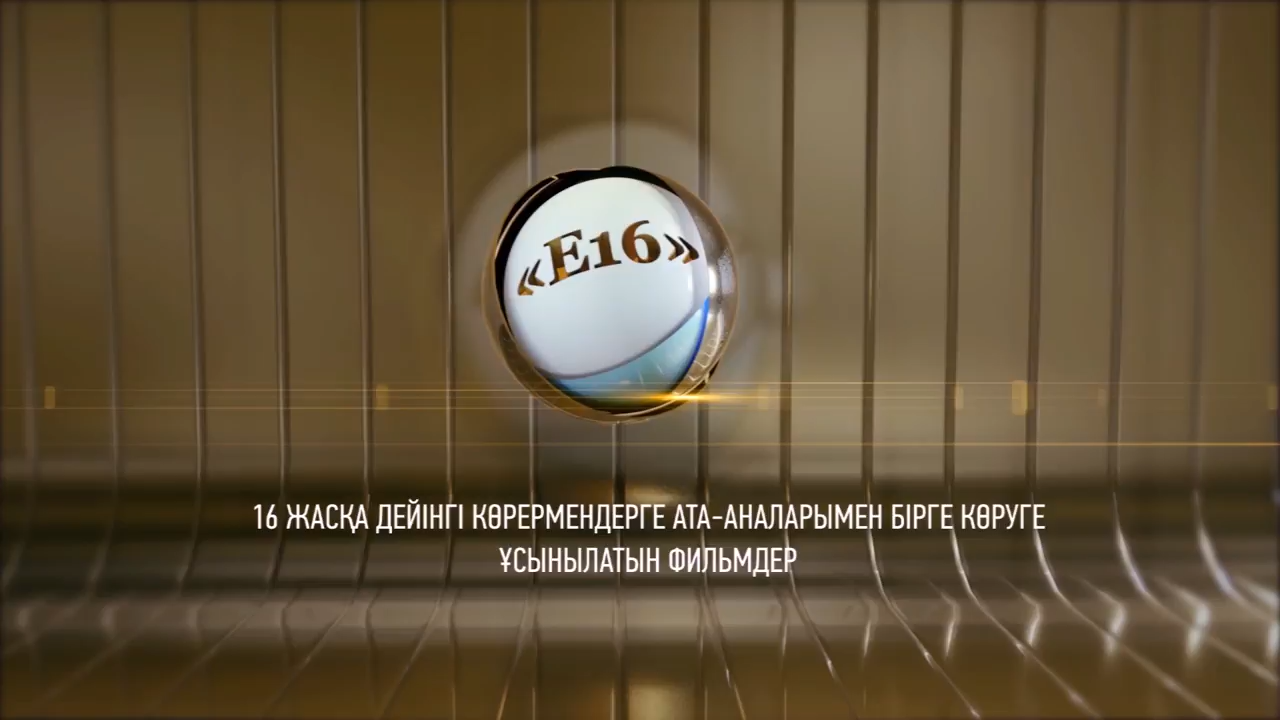 «Е16»
16 ЖАСҚА ДЕЙІНГІ КӨРЕРМЕНДЕРГЕ АТА-АНАЛАРЫМЕН БІРГЕ КӨРУГЕ
ҰСЫНЫЛАТЫН ФИЛЬМДЕР